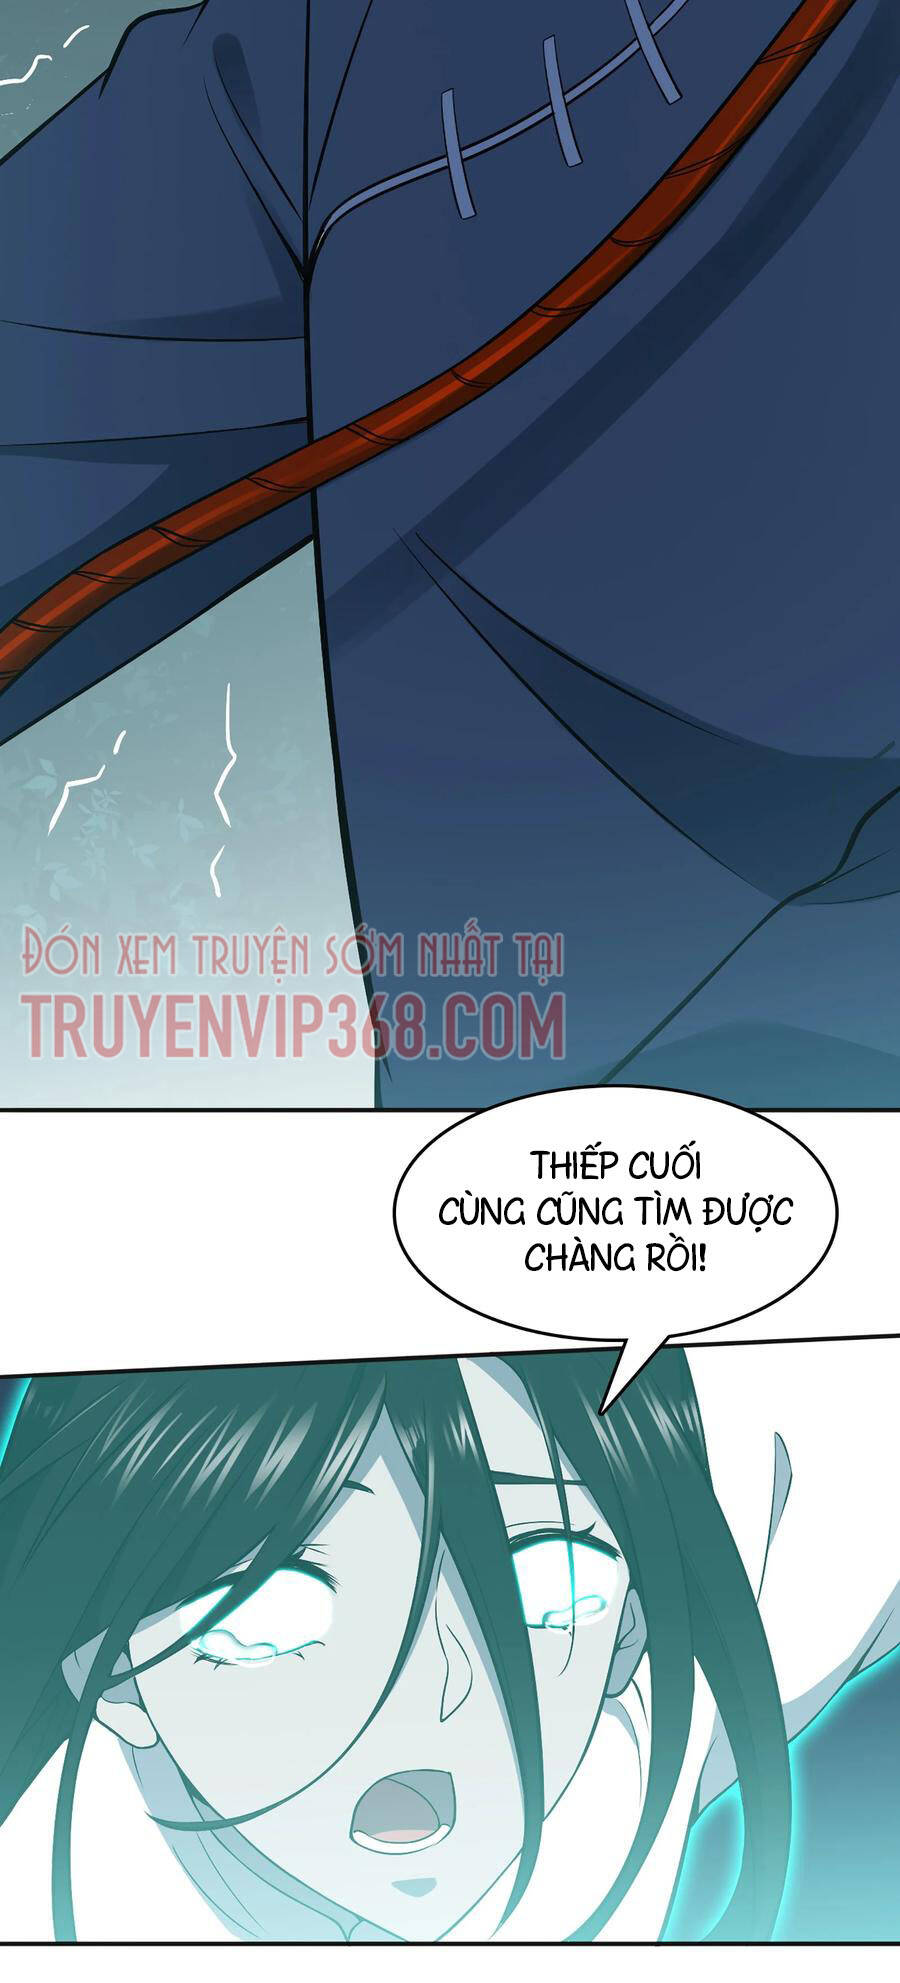 ĐÓN XEM TRUYỆN SỚM NHẤT TẠI
TRUYENVIP368.COM
THIẾP CUỐI
CÙNG CŨNG TÌM ĐƯỢC
CHÀNG RỒI!